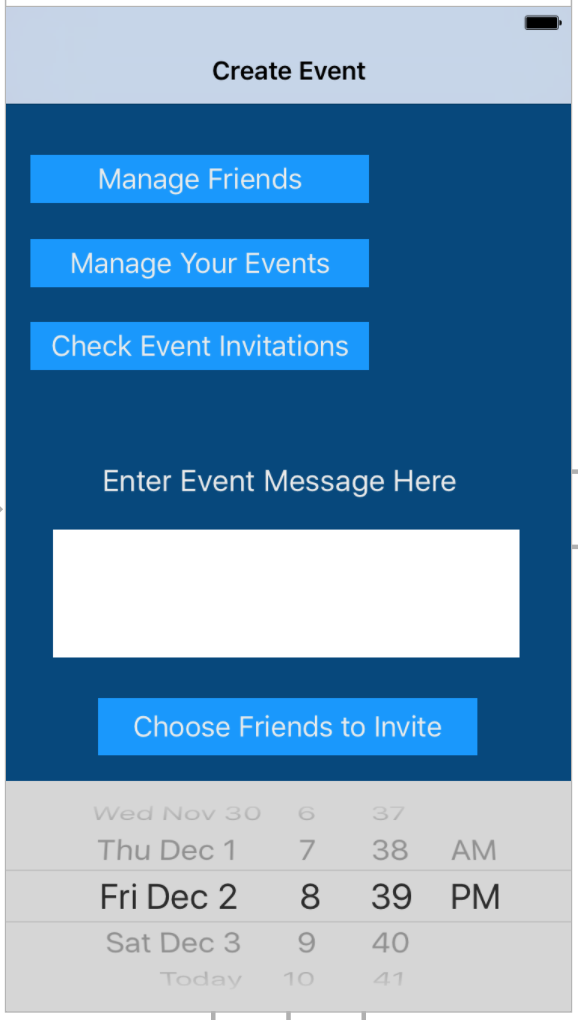 Create Event
Manage Friends
Manage Your Events
Check Event Invitations
Enter Event Message Here
Choose Friends to Invite
Wed Nov 30 6 37
Thu Dec 1 7 38 AM
Fri Dec 2 8 39 PM
Sat Dec 3 9 40
Today 10 41